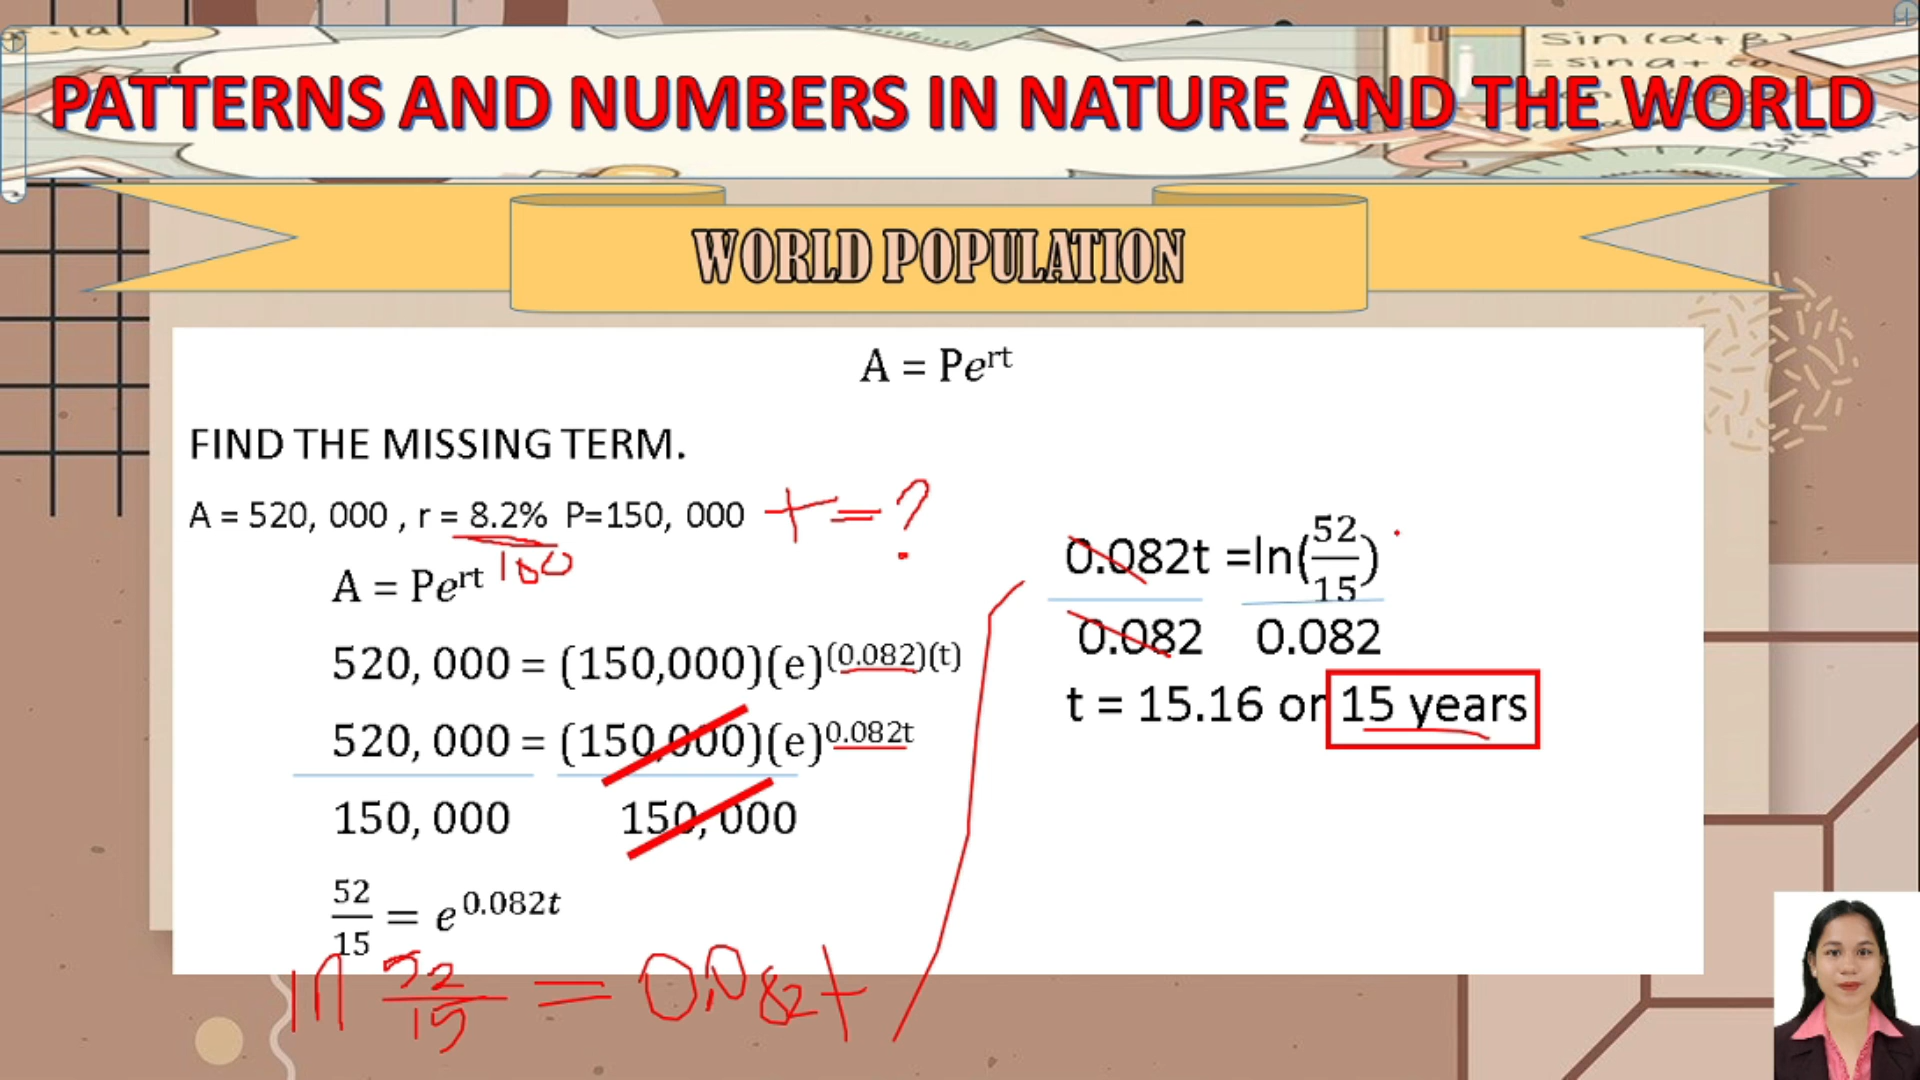 PATTERNS AND NUMBERS IN NATURE AND THE WORLD
WORLD POPULATION
A = Pe^rt
FIND THE MISSING TERM.
A = 520, 000 , r = 8.2% P=150, 000 t = ?
100
A = Pe^rt
520, 000 = (150,000)(e)^(0.082)(t)
520, 000 = (150,000)(e)^0.082t
150, 000 150, 000
52/15 = e^0.082t
ln 52/15 = 0.082t
0.082t =ln(52/15)
0.082 0.082
t = 15.16 or 15 years